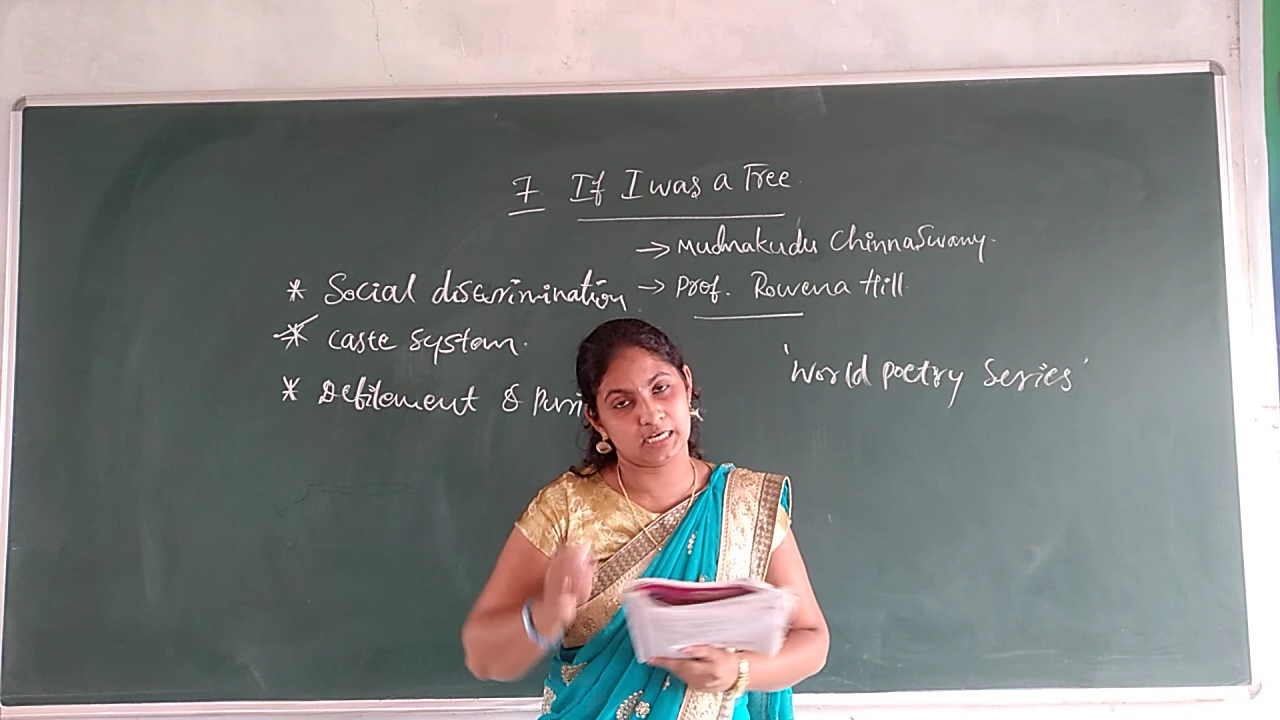 7 If I was a Tree.
→ Mudnakudu ChinnaSwamy.
* Social discrimination → Prof. Rowena Hill.
* Caste System.
'World Poetry Series'
* Defilement &